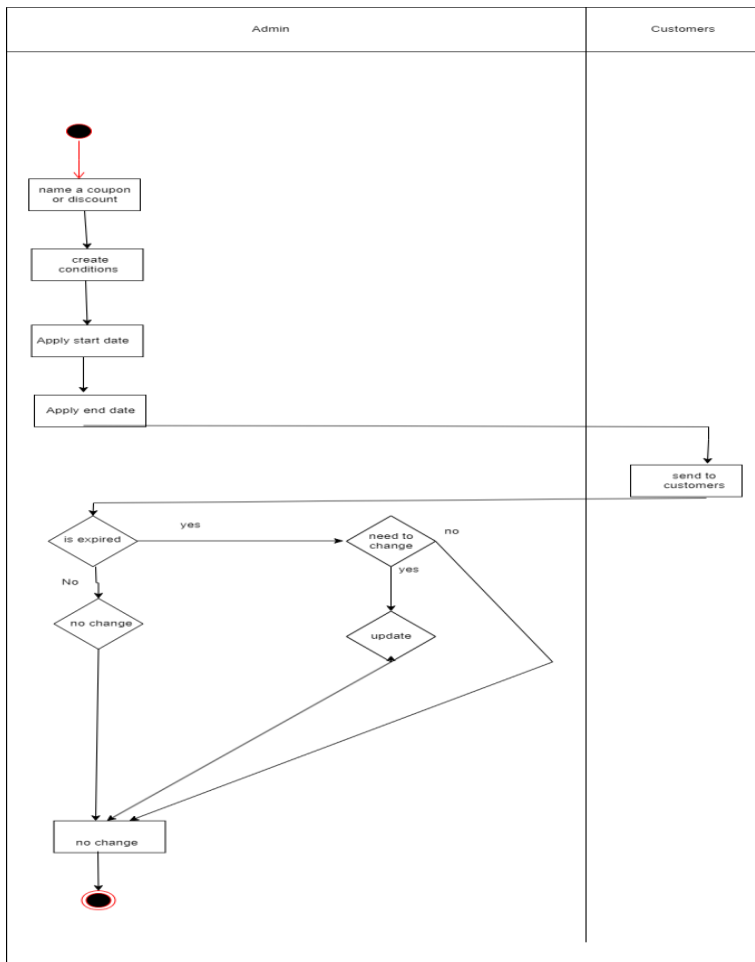 Admin
Customers
name a coupon
or discount
create
conditions
Apply start date
Apply end date
send to
customers
is expired
yes
need to
change
no
No
yes
no change
update
no change